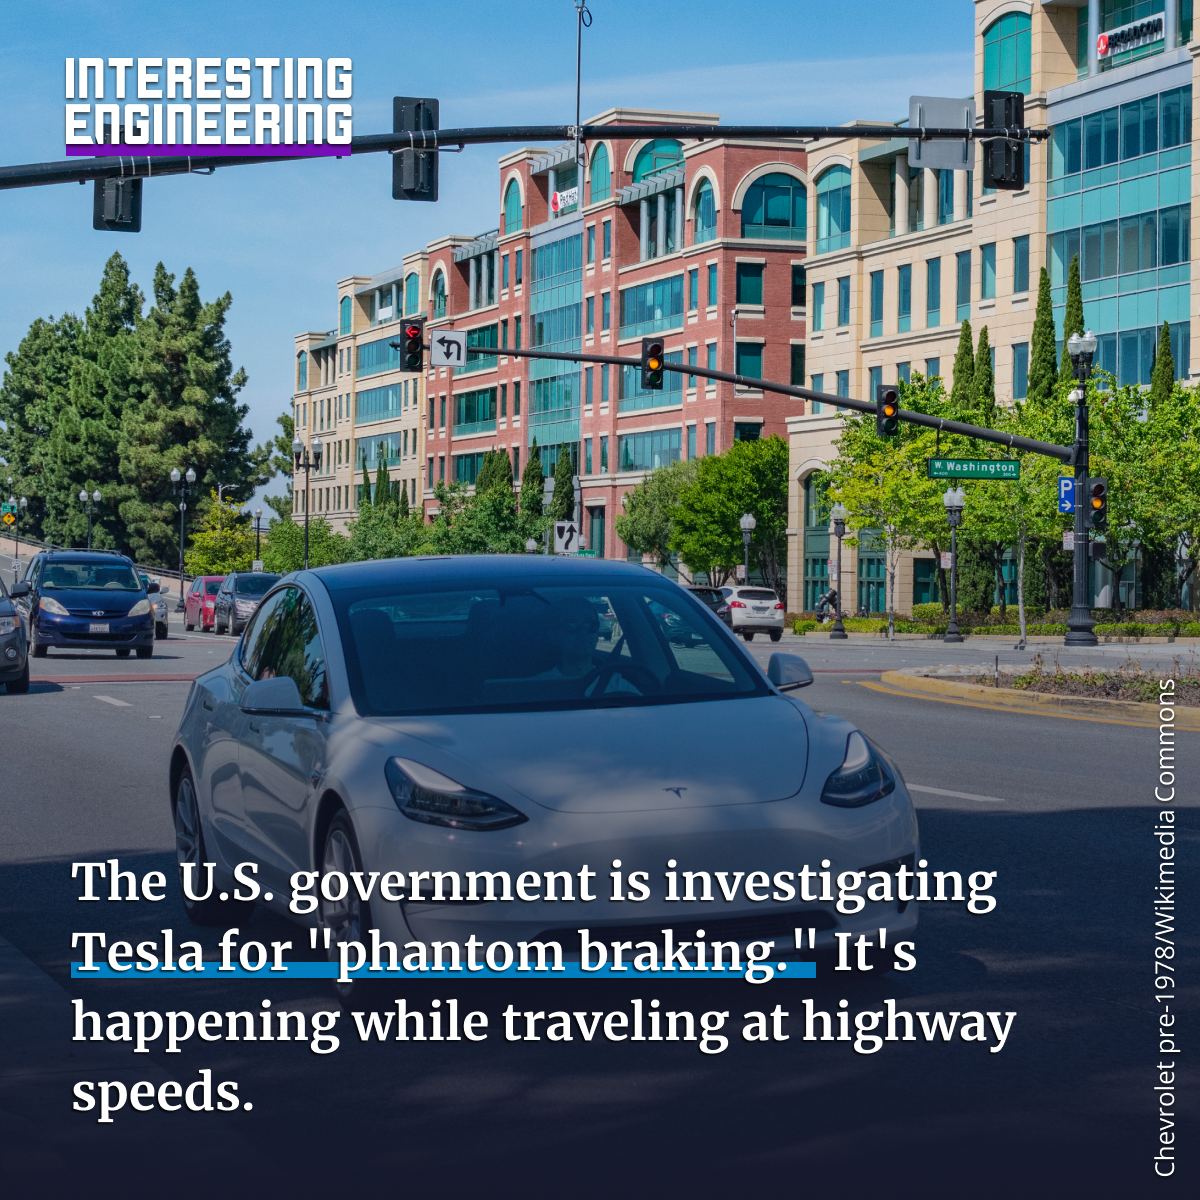 INTERESTING
ENGINEERING
BROADCOM
W. Washington
P
The U.S. government is investigating
Tesla for "phantom braking." It's
happening while traveling at highway
speeds.
Chevrolet pre-1978/Wikimedia Commons